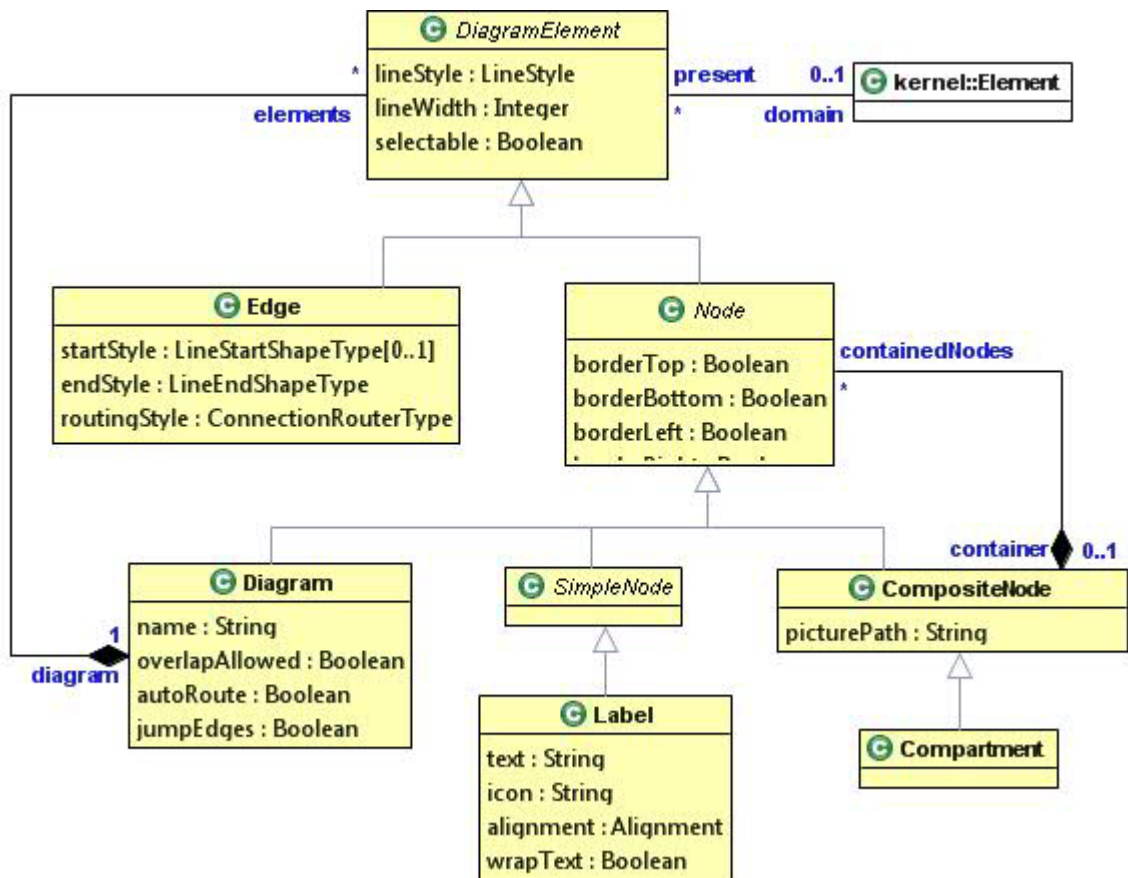 DiagramElement
lineStyle : LineStyle
lineWidth : Integer
selectable : Boolean
*
elements
present
*
0..1
domain
kernel::Element
Edge
startStyle : LineStartShapeType[0..1]
endStyle : LineEndShapeType
routingStyle : ConnectionRouterType
Node
borderTop : Boolean
borderBottom : Boolean
borderLeft : Boolean
containedNodes
*
container
0..1
1
diagram
Diagram
name : String
overlapAllowed : Boolean
autoRoute : Boolean
jumpEdges : Boolean
SimpleNode
CompositeNode
picturePath : String
Label
text : String
icon : String
alignment : Alignment
wrapText : Boolean
Compartment